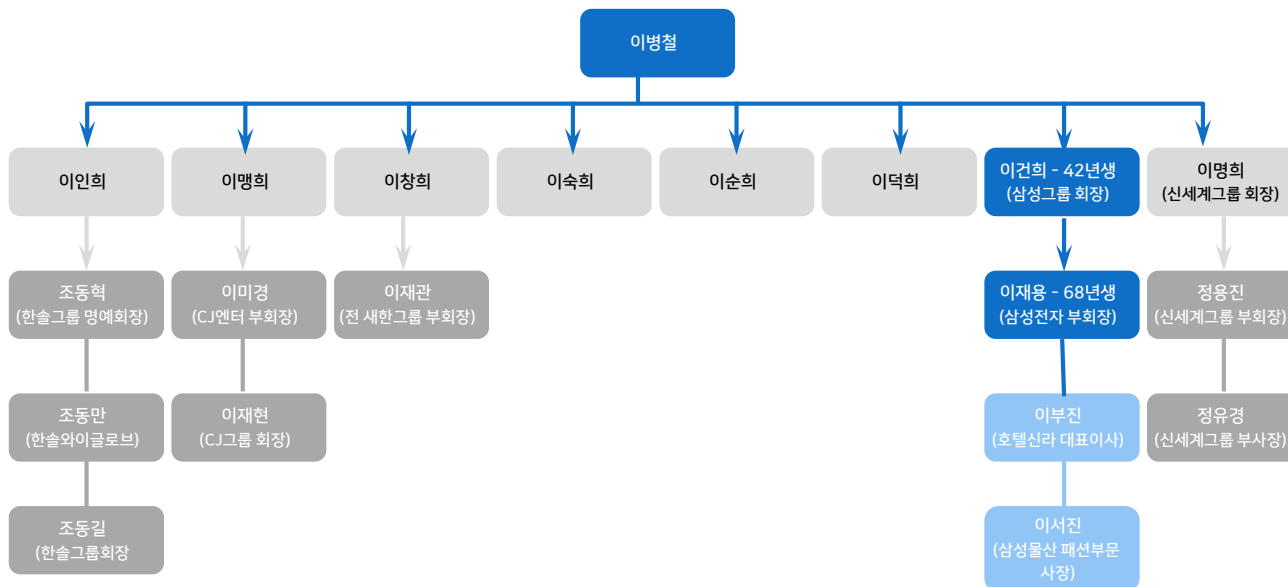 이병철
이인희
이맹희
이창희
이숙희
이순희
이덕희
이건희 - 42년생
(삼성그룹 회장)
이명희
(신세계그룹 회장)
조동혁
(한솔그룹 명예회장)
이미경
(CJ엔터 부회장)
이재관
(전 새한그룹 부회장)
이재용 - 68년생
(삼성전자 부회장)
정용진
(신세계그룹 부회장)
조동만
(한솔와이글로브)
이재현
(CJ그룹 회장)
이부진
(호텔신라 대표이사)
정유경
(신세계그룹 부사장)
조동길
(한솔그룹회장
이서진
(삼성물산 패션부문
사장)